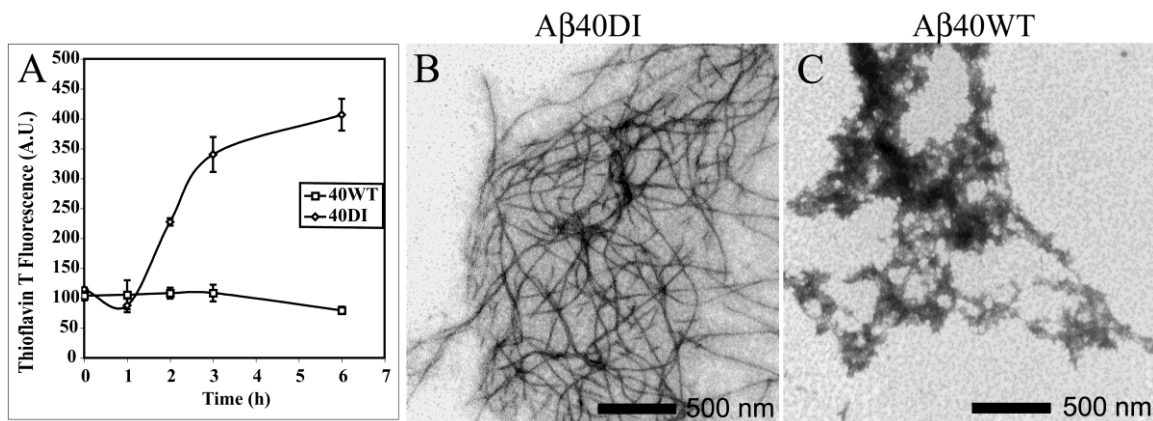 Aβ40DI
Aβ40WT
A
B
C
Thioflavin T Fluorescence (A.U.)
500
450
400
350
300
250
200
150
100
50
0
40WT
40DI
0 1 2 3 4 5 6 7
Time (h)
500 nm
500 nm